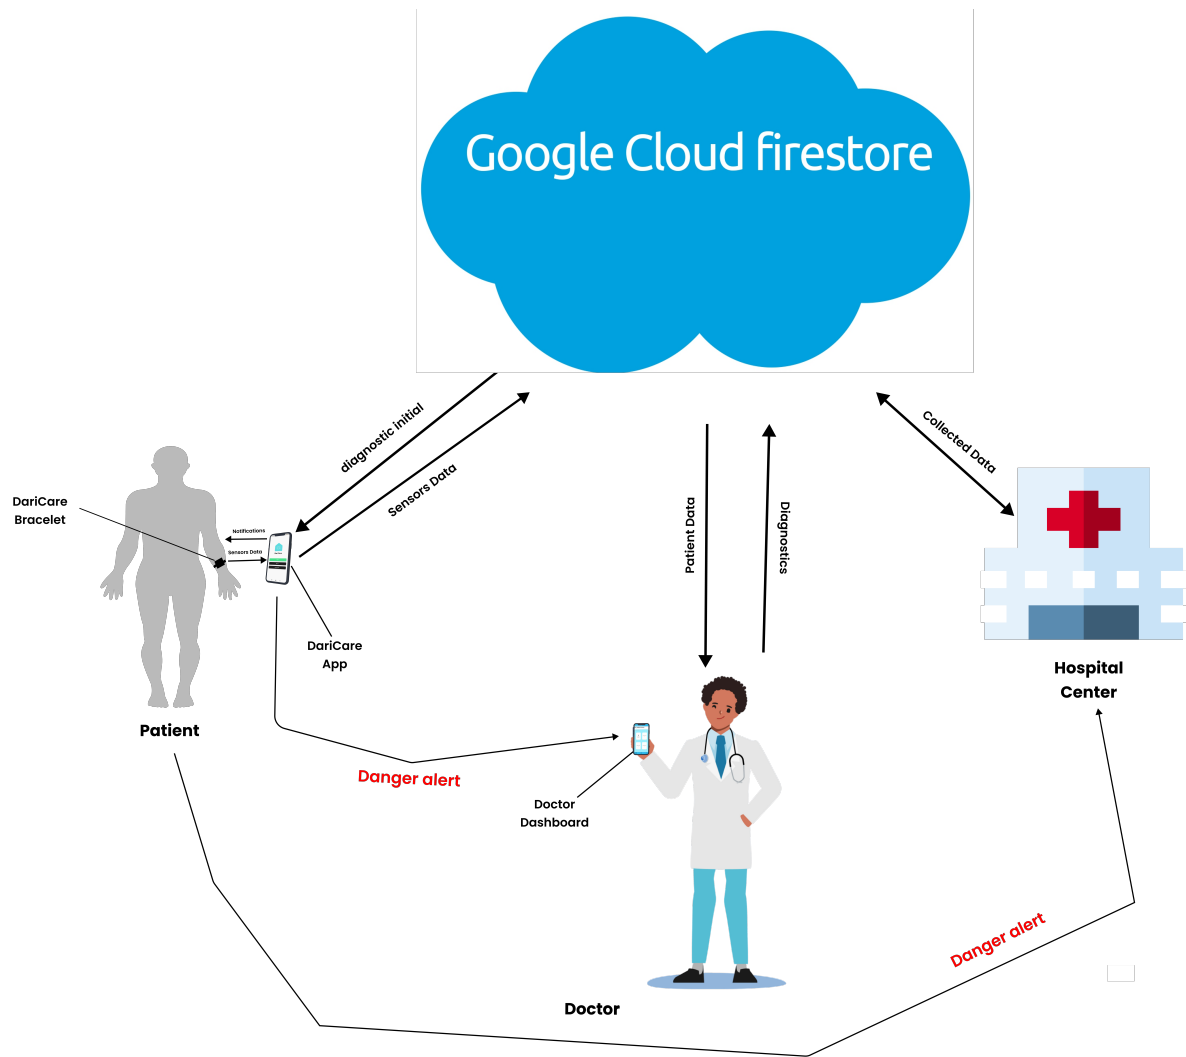 Google Cloud firestore
diagnostic initial
Sensors Data
Collected Data
Patient Data
Diagnostics
DariCare
Bracelet
Notifications
Sensors Data
DariCare
App
Patient
Hospital
Center
Danger alert
Doctor
Dashboard
Danger alert
Doctor